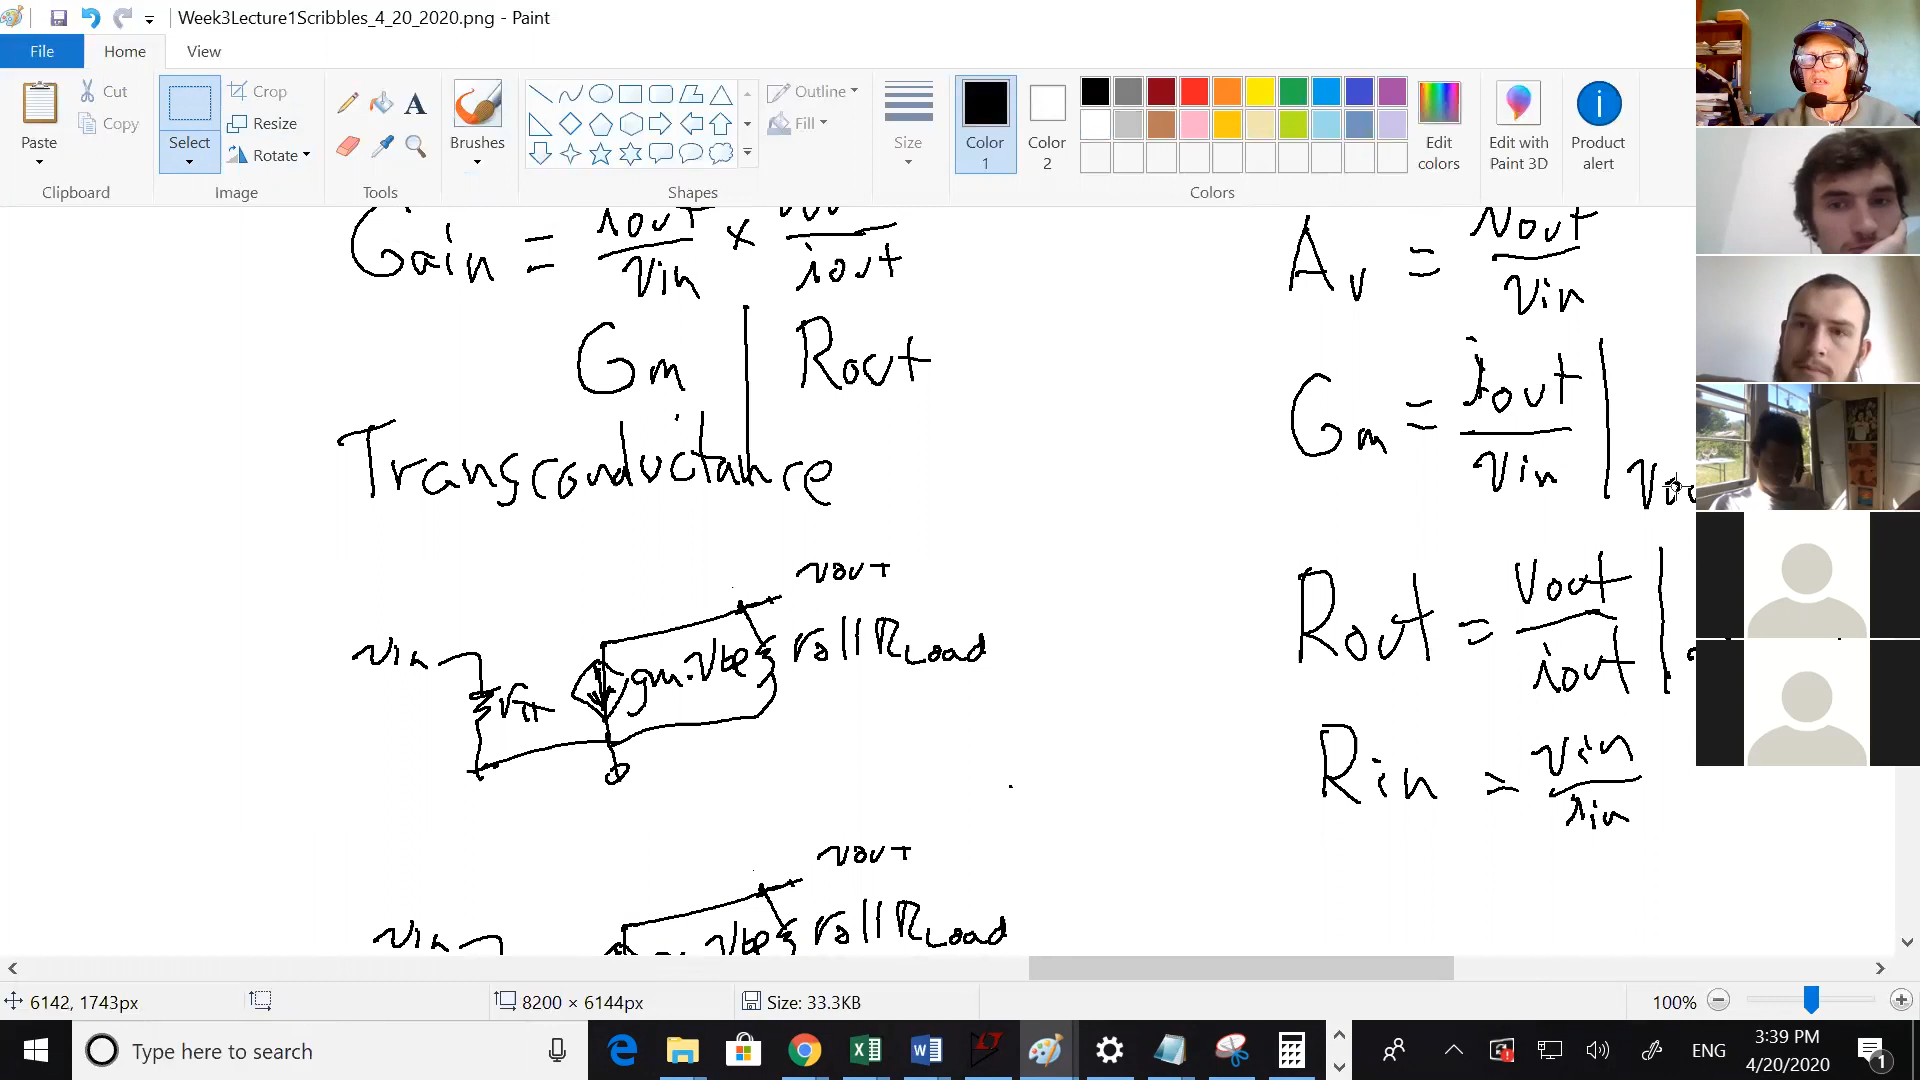 Week3Lecture1Scribbles_4_20_2020.png - Paint
File Home View
Paste
Cut
Copy
Clipboard
Select
Crop
Resize
Rotate
Image
Tools
Brushes
Shapes
Outline
Fill
Size
Color 1
Color 2
Colors
Edit colors
Edit with Paint 3D
Product alert
Gain = iout/vin × /iout
Gm | Rout
Transconductance
vout
vin
rπ
gm·Vbe
ro||RLoad
vout
vin
Vbe
ro||RLoad
Av = vout/vin
Gm = iout/vin |
Rout = vout/iout |
Rin = vin/iin
6142, 1743px
8200 × 6144px
Size: 33.3KB
100%
Type here to search
ENG
3:39 PM
4/20/2020
1